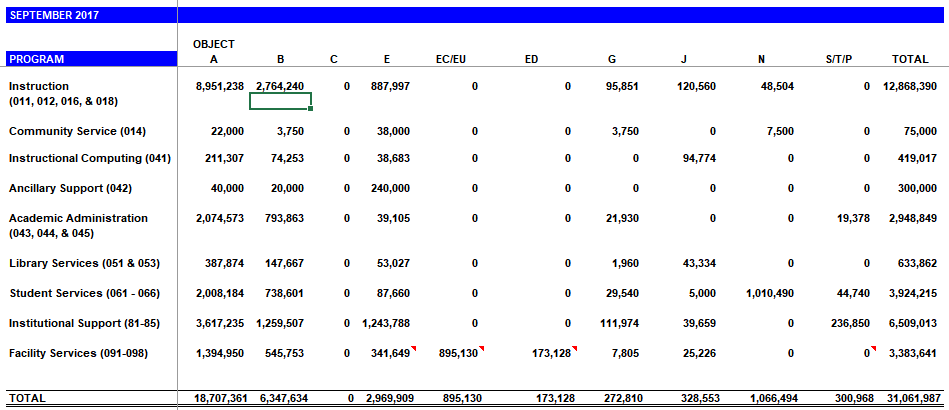 SEPTEMBER 2017
OBJECT
PROGRAM A B C E EC/EU ED G J N S/T/P TOTAL
Instruction 8,951,238 2,764,240 0 887,997 0 0 95,851 120,560 48,504 0 12,868,390
(011, 012, 016, & 018)
Community Service (014) 22,000 3,750 0 38,000 0 0 3,750 0 7,500 0 75,000
Instructional Computing (041) 211,307 74,253 0 38,683 0 0 0 94,774 0 0 419,017
Ancillary Support (042) 40,000 20,000 0 240,000 0 0 0 0 0 0 300,000
Academic Administration 2,074,573 793,863 0 39,105 0 0 21,930 0 0 19,378 2,948,849
(043, 044, & 045)
Library Services (051 & 053) 387,874 147,667 0 53,027 0 0 1,960 43,334 0 0 633,862
Student Services (061 - 066) 2,008,184 738,601 0 87,660 0 0 29,540 5,000 1,010,490 44,740 3,924,215
Institutional Support (81-85) 3,617,235 1,259,507 0 1,243,788 0 0 111,974 39,659 0 236,850 6,509,013
Facility Services (091-098) 1,394,950 545,753 0 341,649 895,130 173,128 7,805 25,226 0 0 3,383,641
TOTAL 18,707,361 6,347,634 0 2,969,909 895,130 173,128 272,810 328,553 1,066,494 300,968 31,061,987